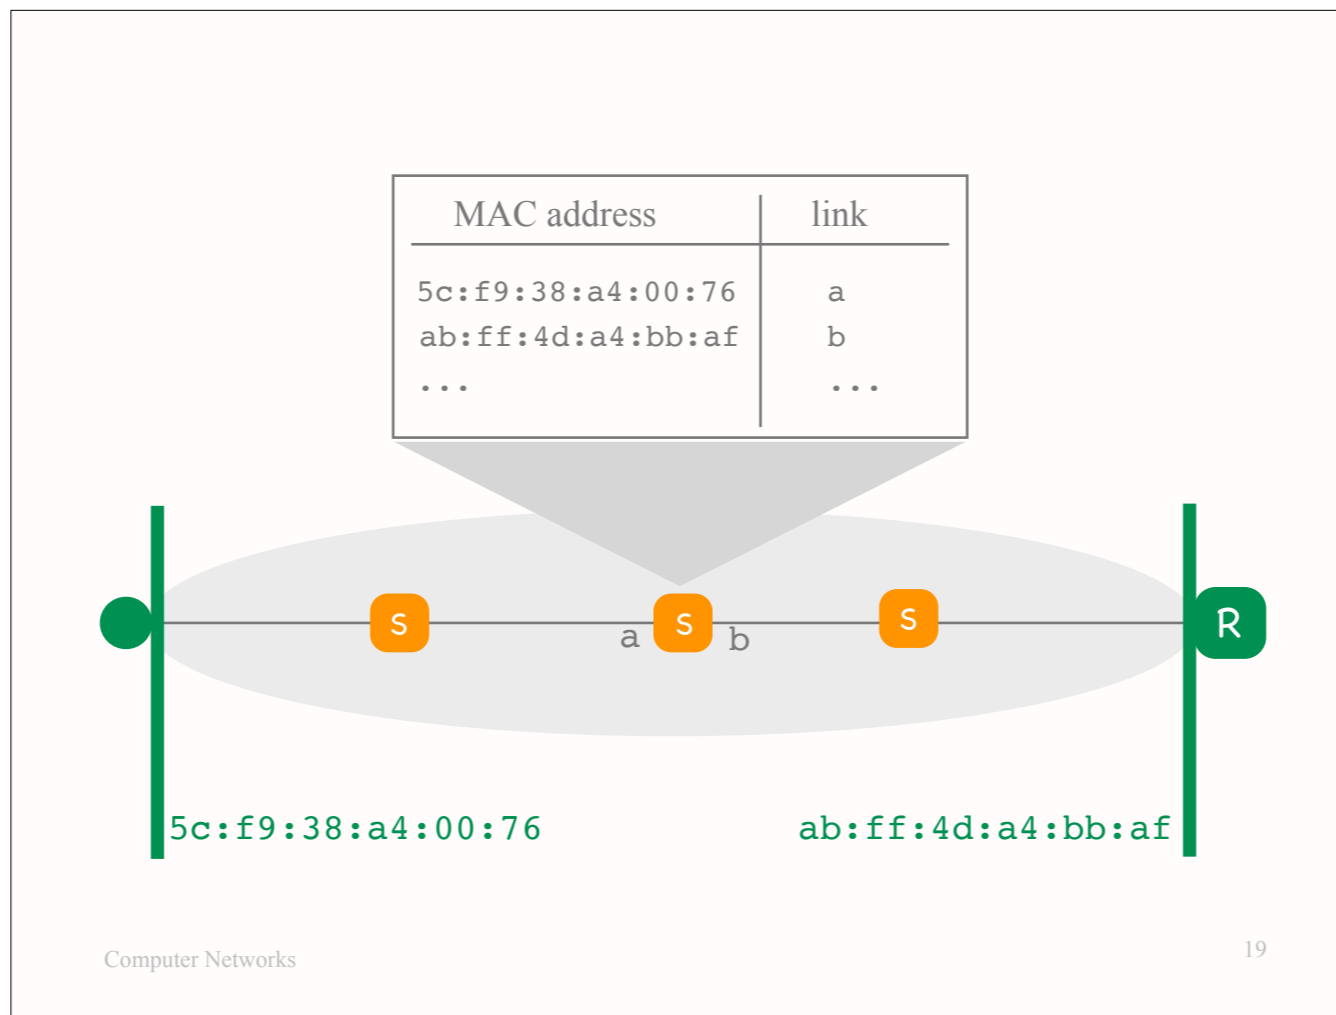 MAC address link
5c:f9:38:a4:00:76 a
ab:ff:4d:a4:bb:af b
... ...
S S S R
a b
5c:f9:38:a4:00:76 ab:ff:4d:a4:bb:af
Computer Networks 19